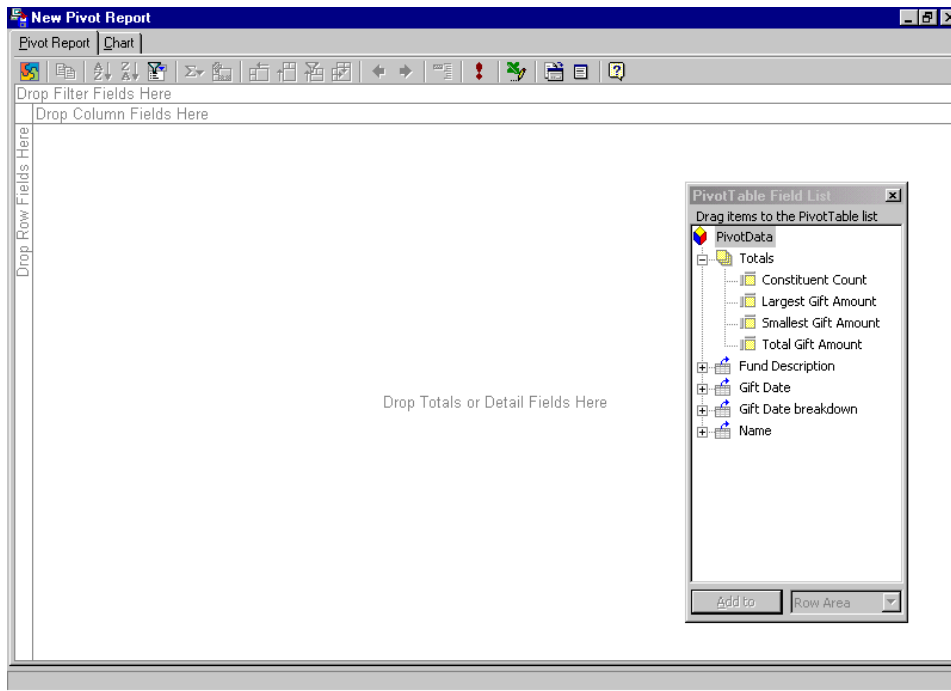 New Pivot Report
Pivot Report Chart
Drop Filter Fields Here
Drop Column Fields Here
Drop Row Fields Here
Drop Totals or Detail Fields Here
PivotTable Field List
Drag items to the PivotTable list
PivotData
Totals
Constituent Count
Largest Gift Amount
Smallest Gift Amount
Total Gift Amount
Fund Description
Gift Date
Gift Date breakdown
Name
Add to Row Area